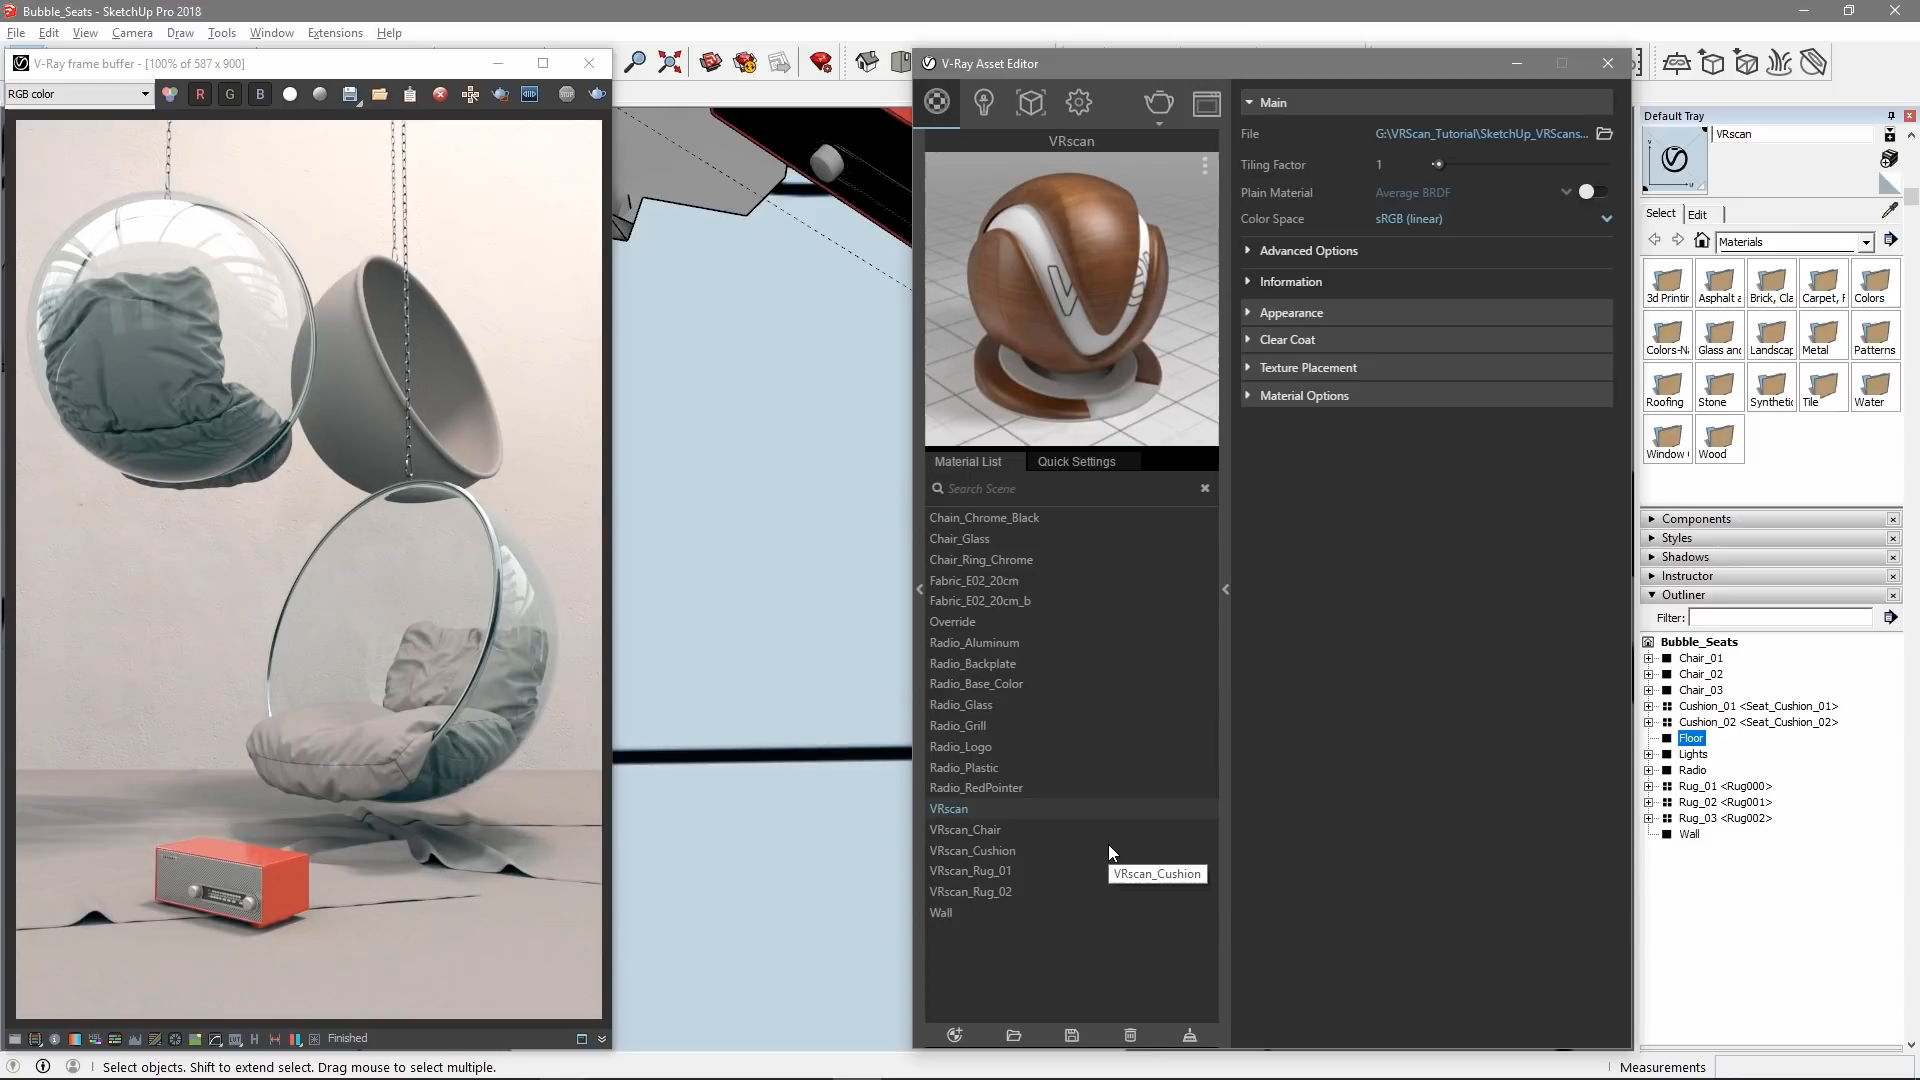 Bubble_Seats - SketchUp Pro 2018
File Edit View Camera Draw Tools Window Extensions Help
V-Ray frame buffer - [100% of 587 x 900]
RGB color
R G B
Finished
V-Ray Asset Editor
VRscan
Material List Quick Settings
Search Scene
Chain_Chrome_Black
Chair_Glass
Chair_Ring_Chrome
Fabric_E02_20cm
Fabric_E02_20cm_b
Override
Radio_Aluminum
Radio_Backplate
Radio_Base_Color
Radio_Glass
Radio_Grill
Radio_Logo
Radio_Plastic
Radio_RedPointer
VRscan
VRscan_Chair
VRscan_Cushion
VRscan_Rug_01
VRscan_Rug_02
Wall
VRscan_Cushion
Main
File G:\VRScan_Tutorial\SketchUp_VRScans...
Tiling Factor 1
Plain Material Average BRDF
Color Space sRGB (linear)
Advanced Options
Information
Appearance
Clear Coat
Texture Placement
Material Options
Default Tray
VRscan
Select Edit
Materials
3d Printin Asphalt a Brick, Cla Carpet, F Colors
Colors-Na Glass and Landscap Metal Patterns
Roofing Stone Synthetic Tile Water
Window Wood
Components
Styles
Shadows
Instructor
Outliner
Filter:
Bubble_Seats
Chair_01
Chair_02
Chair_03
Cushion_01 <Seat_Cushion_01>
Cushion_02 <Seat_Cushion_02>
Floor
Lights
Radio
Rug_01 <Rug000>
Rug_02 <Rug001>
Rug_03 <Rug002>
Wall
Select objects. Shift to extend select. Drag mouse to select multiple.
Measurements